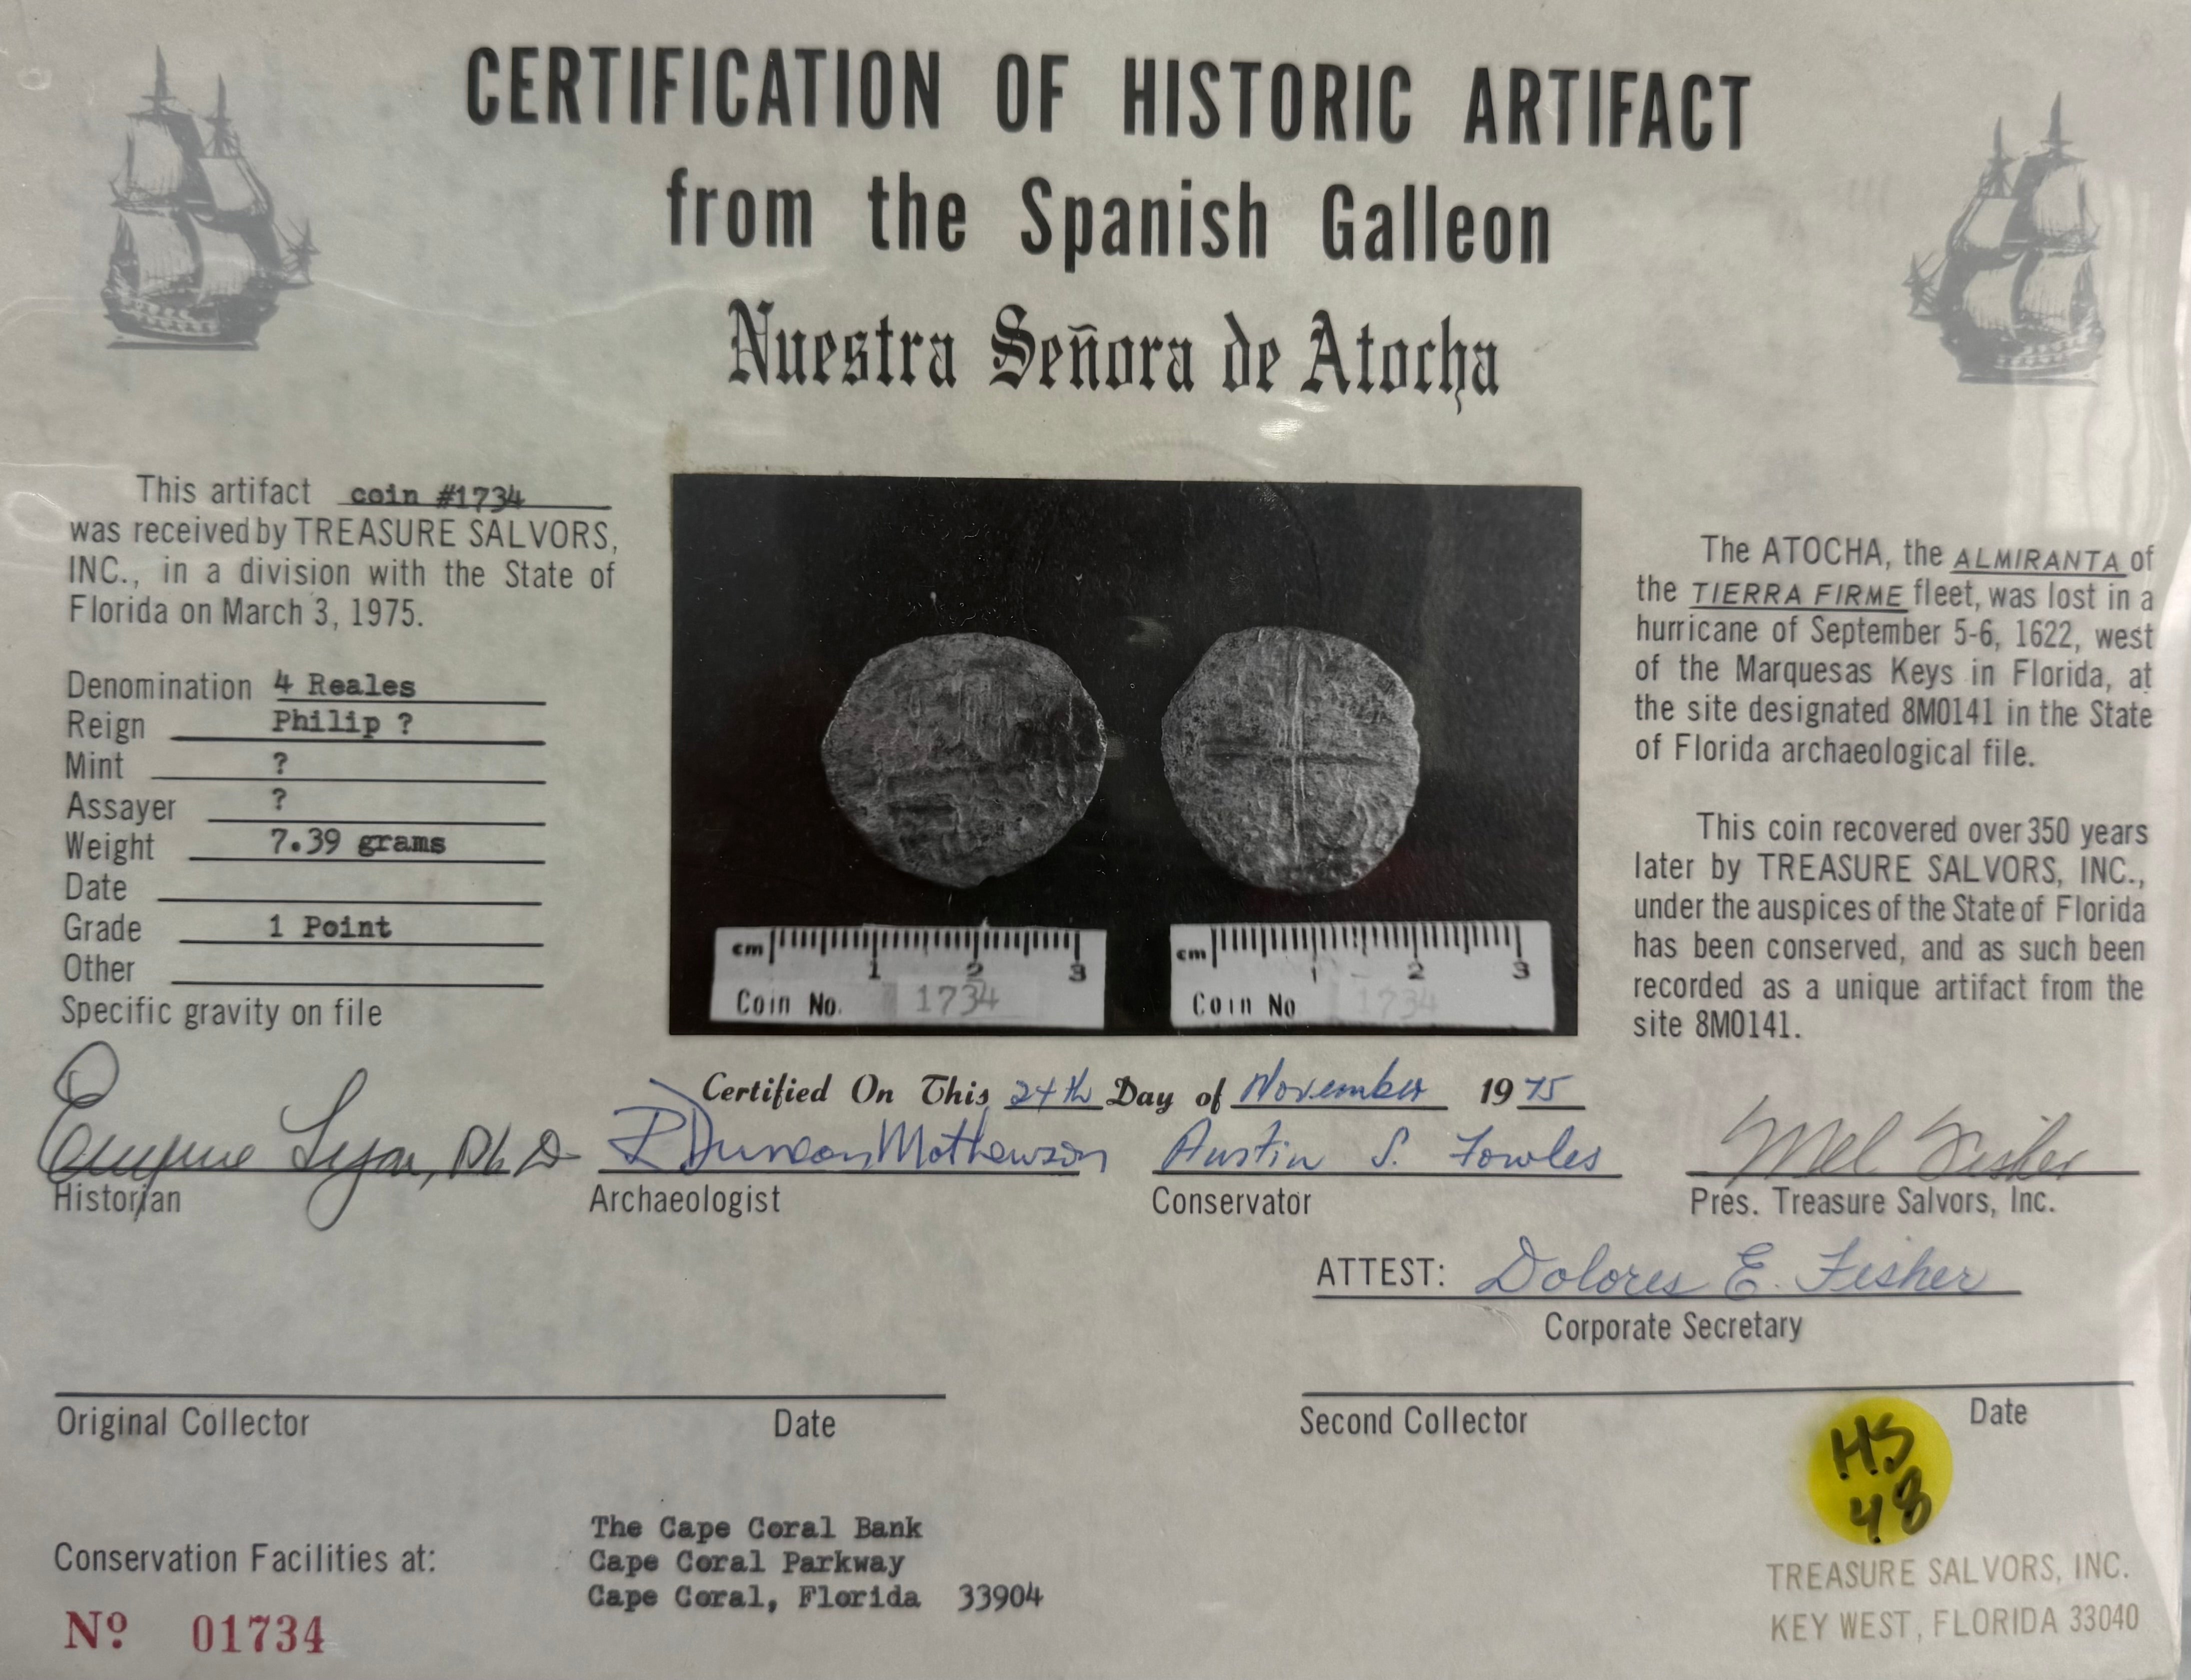 CERTIFICATION OF HISTORIC ARTIFACT
from the Spanish Galleon
Nuestra Señora de Atocha
This artifact coin #1734
was received by TREASURE SALVORS,
INC., in a division with the State of
Florida on March 3, 1975.
Denomination 4 Reales
Reign Philip ?
Mint ?
Assayer ?
Weight 7.39 grams
Date
Grade 1 Point
Other
Specific gravity on file
cm 1 2 3
Coin No. 1734
cm 1 2 3
Coin No 1734
The ATOCHA, the ALMIRANTA of
the TIERRA FIRME fleet, was lost in a
hurricane of September 5-6, 1622, west
of the Marquesas Keys in Florida, at
the site designated 8M0141 in the State
of Florida archaeological file.
This coin recovered over 350 years
later by TREASURE SALVORS, INC.,
under the auspices of the State of Florida
has been conserved, and as such been
recorded as a unique artifact from the
site 8M0141.
Certified On This 24th Day of November 1975
Eugene Lyon, Ph D
Historian
R Duncan Mathewson
Archaeologist
Austin S. Fowles
Conservator
Mel Fisher
Pres. Treasure Salvors, Inc.
ATTEST: Dolores E. Fisher
Corporate Secretary
Original Collector Date
Second Collector Date
HS
48
Conservation Facilities at:
The Cape Coral Bank
Cape Coral Parkway
Cape Coral, Florida 33904
Nº 01734
TREASURE SALVORS, INC.
KEY WEST, FLORIDA 33040